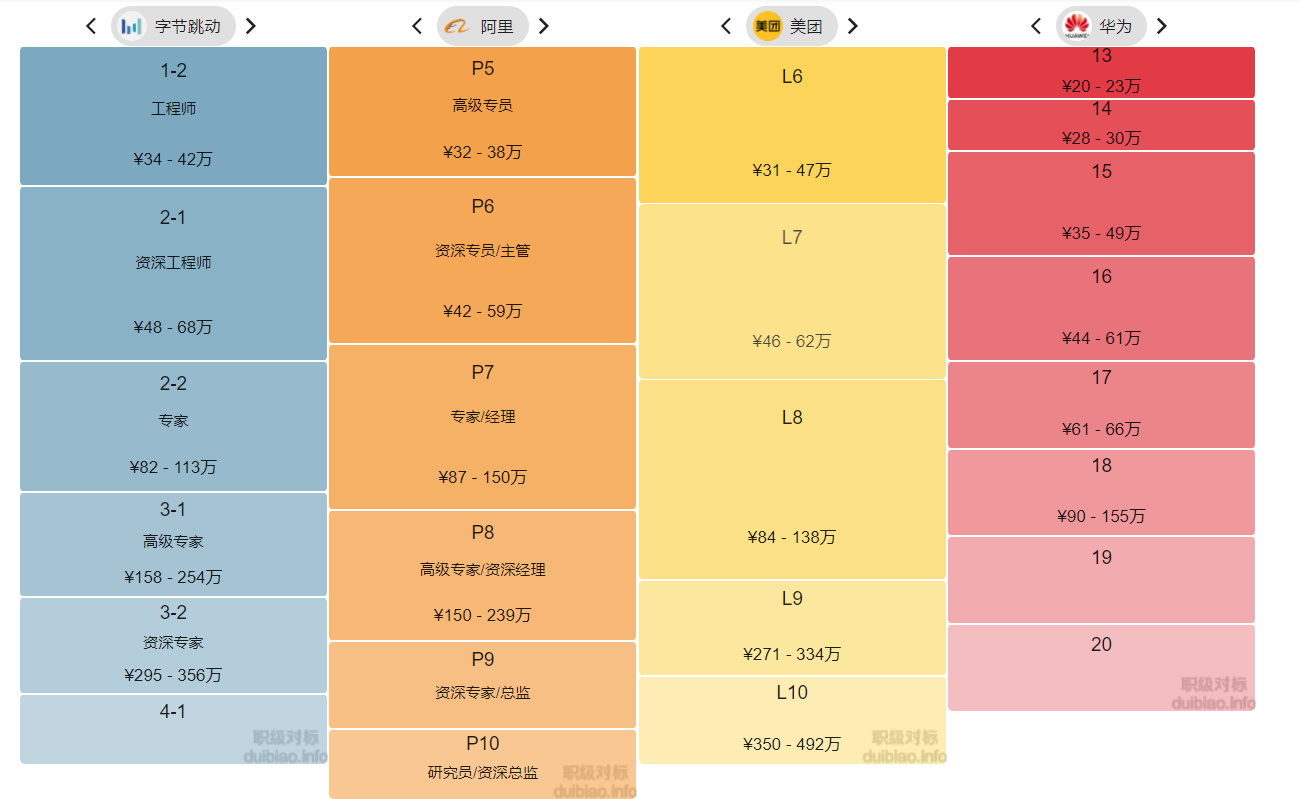 字节跳动
阿里
美团
美团
HUAWEI
华为
1-2
工程师
¥34 - 42万
2-1
资深工程师
¥48 - 68万
2-2
专家
¥82 - 113万
3-1
高级专家
¥158 - 254万
3-2
资深专家
¥295 - 356万
4-1
职级对标
duibiao.info
P5
高级专员
¥32 - 38万
P6
资深专员/主管
¥42 - 59万
P7
专家/经理
¥87 - 150万
P8
高级专家/资深经理
¥150 - 239万
P9
资深专家/总监
P10
研究员/资深总监
职级对标
duibiao.info
L6
¥31 - 47万
L7
¥46 - 62万
L8
¥84 - 138万
L9
¥271 - 334万
L10
¥350 - 492万
职级对标
duibiao.info
13
¥20 - 23万
14
¥28 - 30万
15
¥35 - 49万
16
¥44 - 61万
17
¥61 - 66万
18
¥90 - 155万
19
20
职级对标
duibiao.info